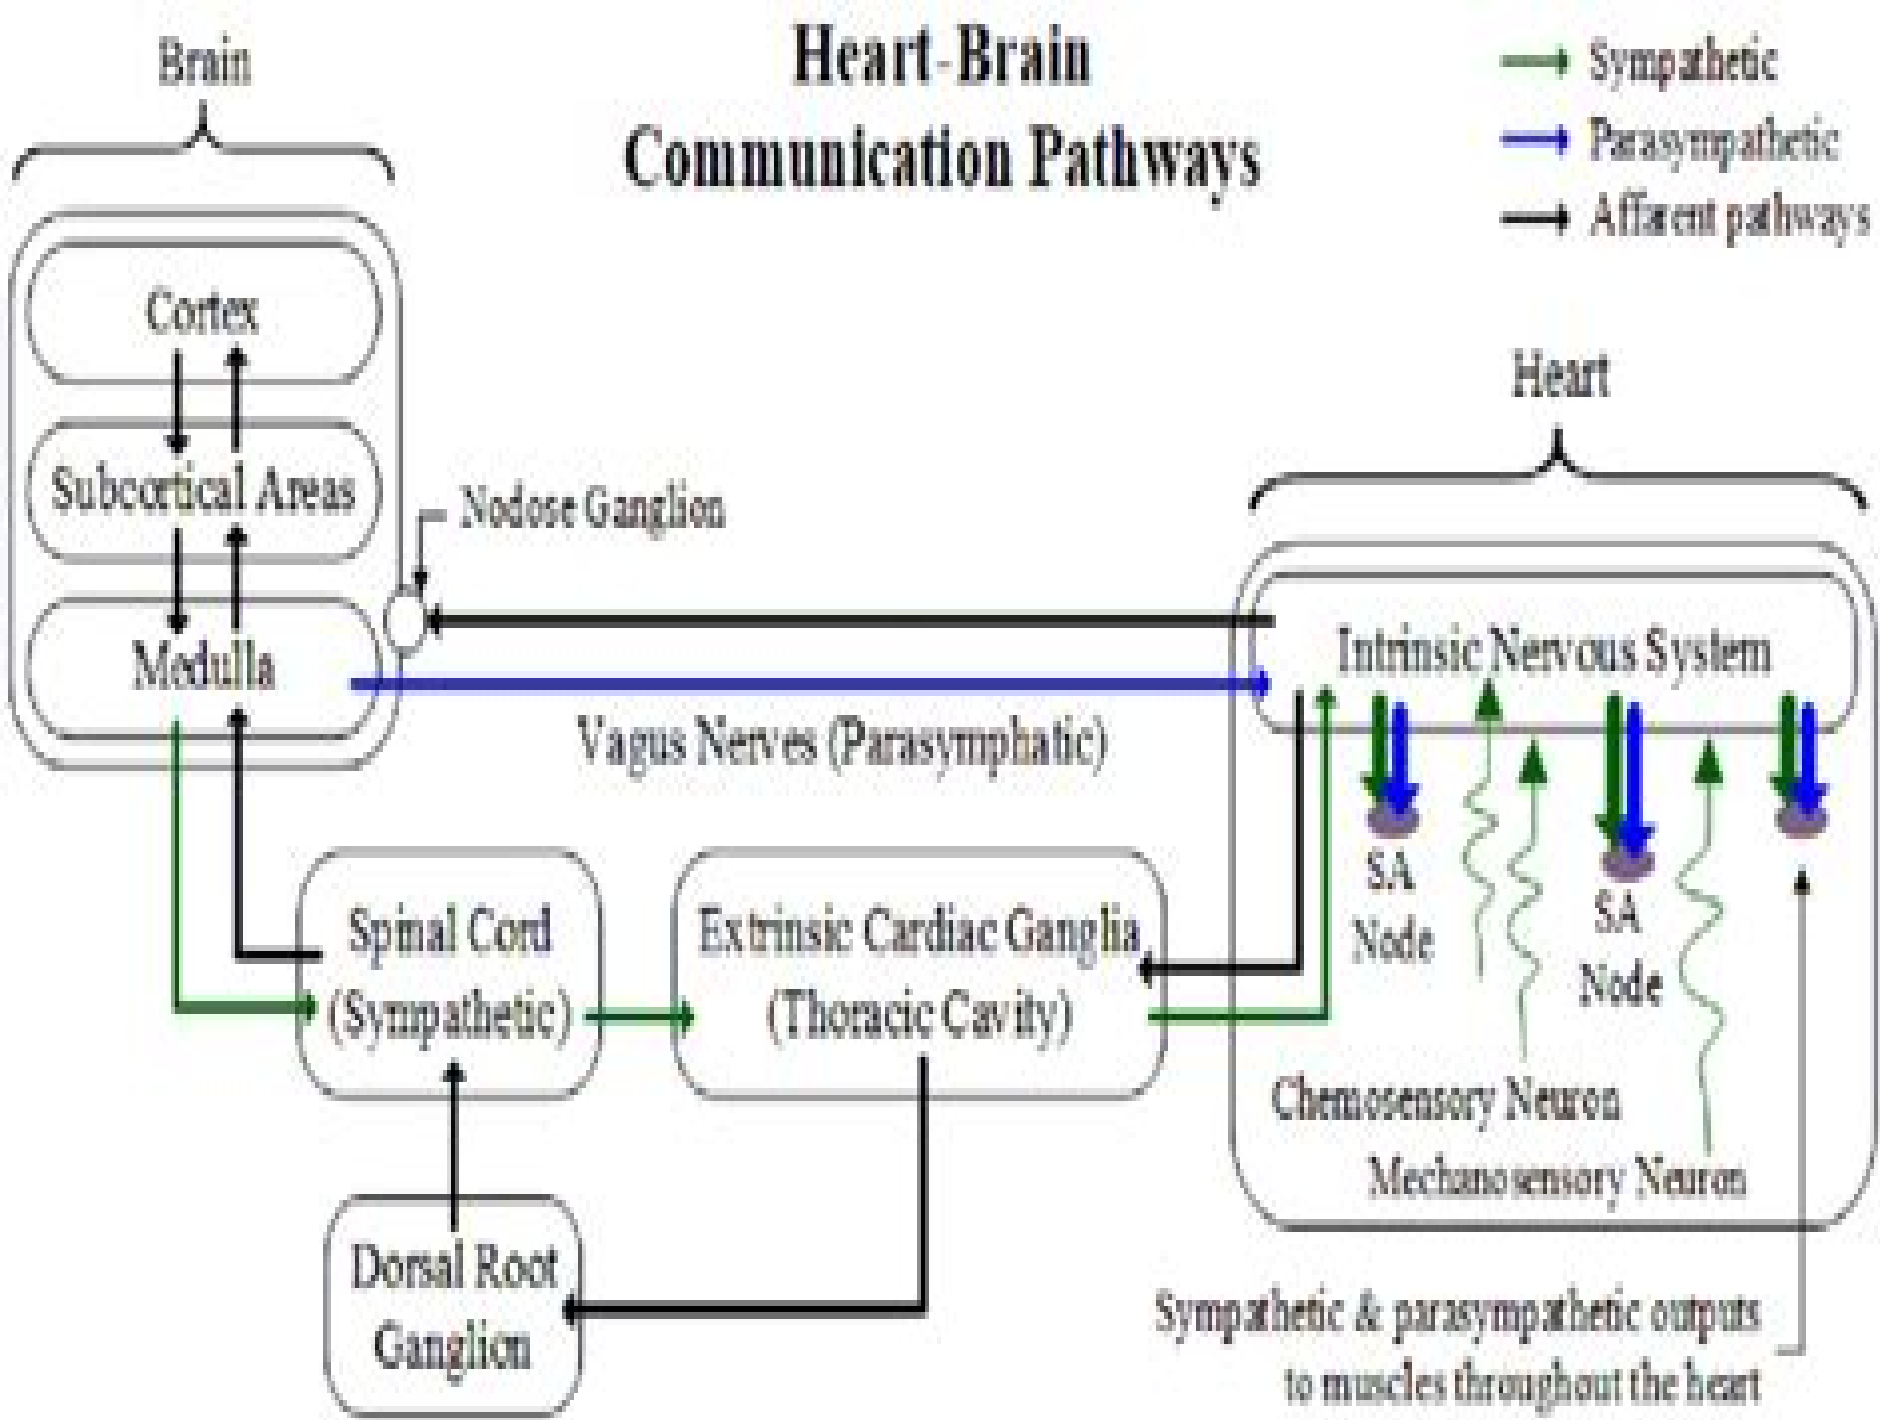 Brain
Heart-Brain
Communication Pathways
Sympathetic
Parasympathetic
Affarent pathways
Cortex
Subcortical Areas
Medulla
Nodose Ganglion
Heart
Intrinsic Nervous System
Vagus Nerves (Parasymphatic)
SA
Node
SA
Node
Spinal Cord
(Sympathetic)
Extrinsic Cardiac Ganglia
(Thoracic Cavity)
Chemosensory Neuron
Mechanosensory Neuron
Dorsal Root
Ganglion
Sympathetic & parasympathetic outputs
to muscles throughout the heart